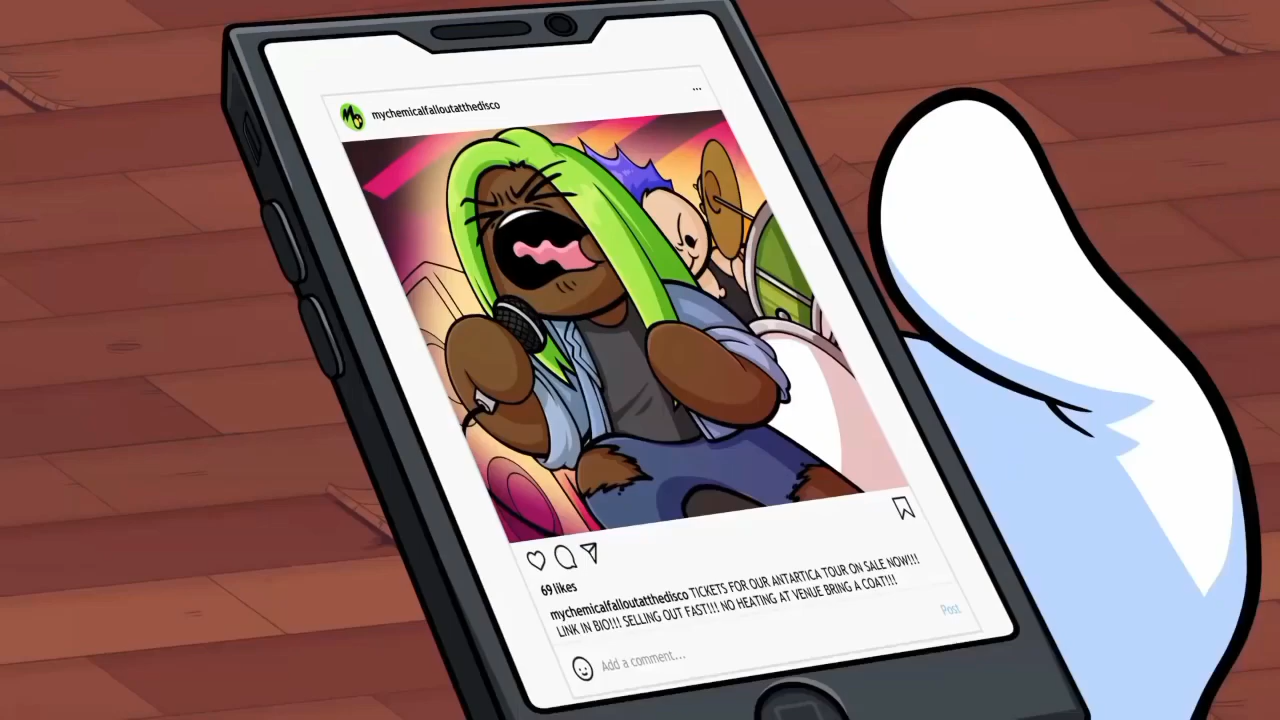 mychemicalfalloutatthedisco
69 likes
mychemicalfalloutatthedisco TICKETS FOR OUR ANTARTICA TOUR ON SALE NOW!!!
LINK IN BIO!!! SELLING OUT FAST!!! NO HEATING AT VENUE BRING A COAT!!!
Post
Add a comment...